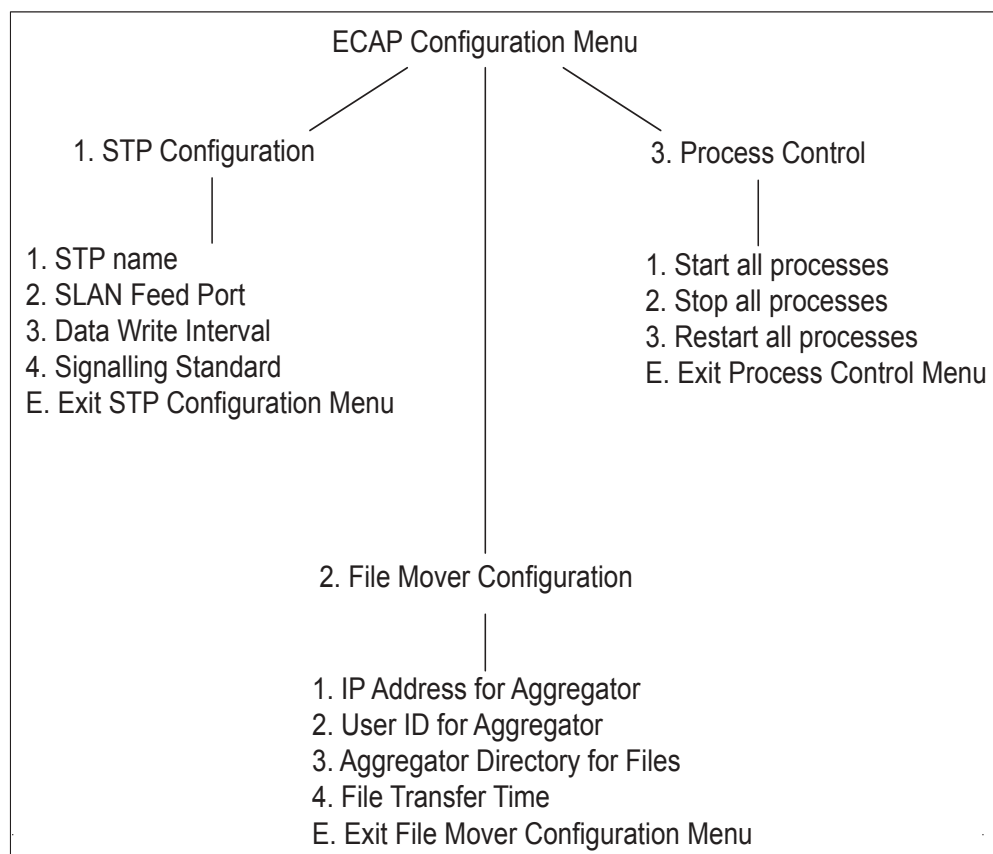 ECAP Configuration Menu
1. STP Configuration
1. STP name
2. SLAN Feed Port
3. Data Write Interval
4. Signalling Standard
E. Exit STP Configuration Menu
3. Process Control
1. Start all processes
2. Stop all processes
3. Restart all processes
E. Exit Process Control Menu
2. File Mover Configuration
1. IP Address for Aggregator
2. User ID for Aggregator
3. Aggregator Directory for Files
4. File Transfer Time
E. Exit File Mover Configuration Menu